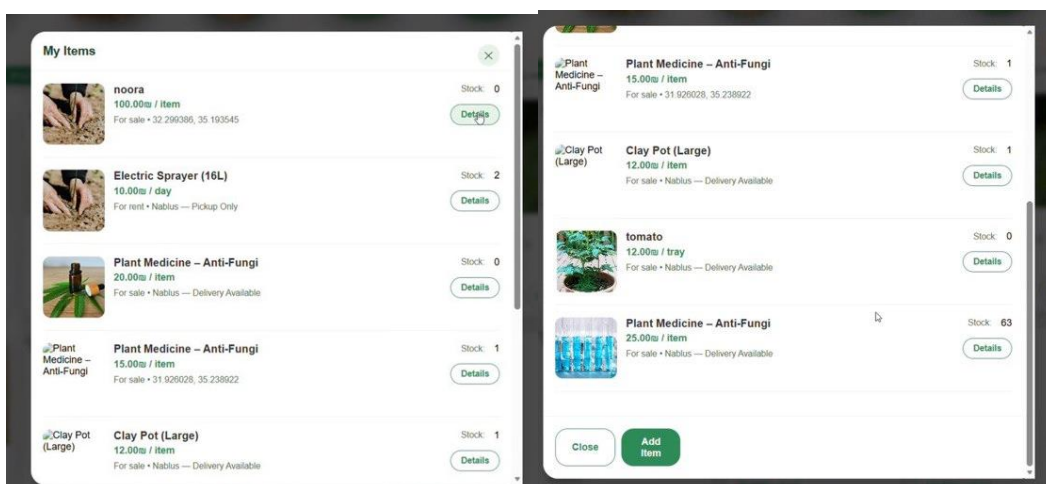 My Items
noora
100.00₪ / item
For sale • 32.299386, 35.193545
Stock: 0
Details
Electric Sprayer (16L)
10.00₪ / day
For rent • Nablus — Pickup Only
Stock: 2
Details
Plant Medicine – Anti-Fungi
20.00₪ / item
For sale • Nablus — Delivery Available
Stock: 0
Details
Plant
Medicine –
Anti-Fungi
Plant Medicine – Anti-Fungi
15.00₪ / item
For sale • 31.926028, 35.238922
Stock: 1
Details
Clay Pot
(Large)
Clay Pot (Large)
12.00₪ / item
For sale • Nablus — Delivery Available
Stock: 1
Details
Plant
Medicine –
Anti-Fungi
Plant Medicine – Anti-Fungi
15.00₪ / item
For sale • 31.926028, 35.238922
Stock: 1
Details
Clay Pot
(Large)
Clay Pot (Large)
12.00₪ / item
For sale • Nablus — Delivery Available
Stock: 1
Details
tomato
12.00₪ / tray
For sale • Nablus — Delivery Available
Stock: 0
Details
Plant Medicine – Anti-Fungi
25.00₪ / item
For sale • Nablus — Delivery Available
Stock: 63
Details
Close
Add
Item